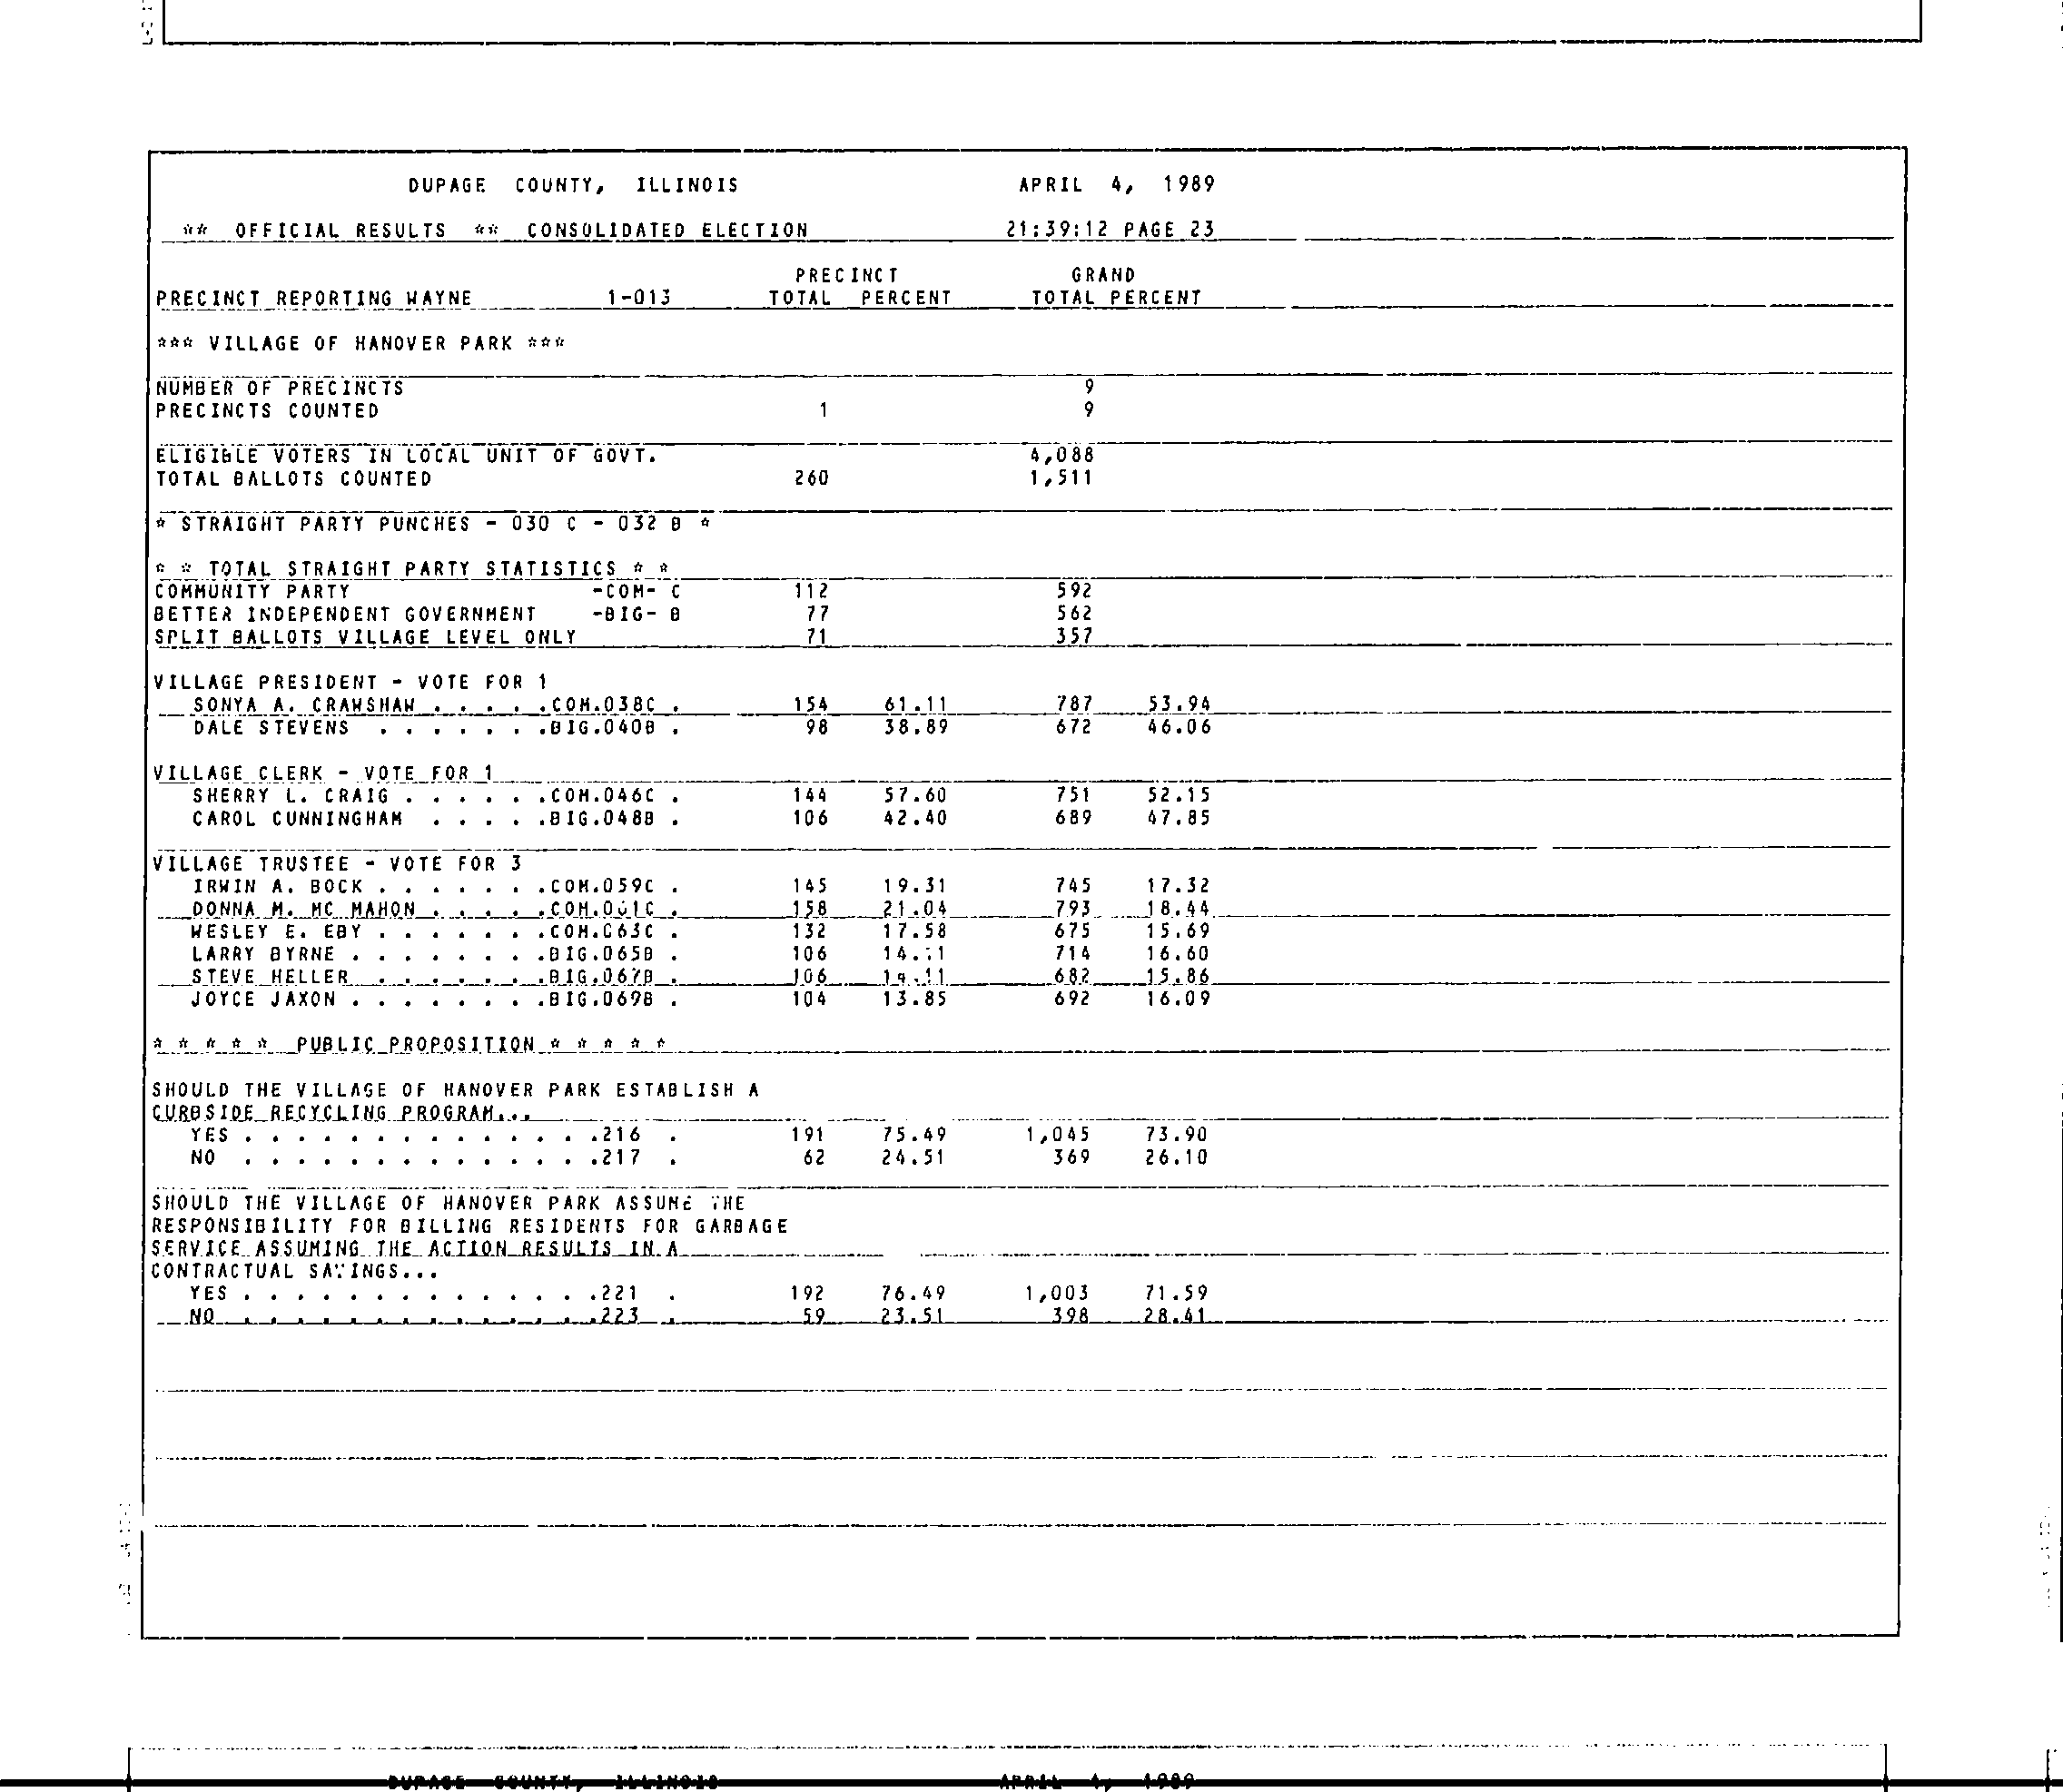 DUPAGE COUNTY, ILLINOIS APRIL 4, 1989
** OFFICIAL RESULTS ** CONSOLIDATED ELECTION 21:39:12 PAGE 23
PRECINCT GRAND
PRECINCT REPORTING WAYNE 1-013 TOTAL PERCENT TOTAL PERCENT
*** VILLAGE OF HANOVER PARK ***
NUMBER OF PRECINCTS 9
PRECINCTS COUNTED 1 9
ELIGIBLE VOTERS IN LOCAL UNIT OF GOVT. 4,088
TOTAL BALLOTS COUNTED 260 1,511
* STRAIGHT PARTY PUNCHES - 030 C - 032 B *
* * TOTAL STRAIGHT PARTY STATISTICS * *
COMMUNITY PARTY -COM- C 112 592
BETTER INDEPENDENT GOVERNMENT -BIG- B 77 562
SPLIT BALLOTS VILLAGE LEVEL ONLY 71 357
VILLAGE PRESIDENT - VOTE FOR 1
SONYA A. CRAWSHAW . . . . .COM.038C . 154 61.11 787 53.94
DALE STEVENS . . . . . . .BIG.040B . 98 38.89 672 46.06
VILLAGE CLERK - VOTE FOR 1
SHERRY L. CRAIG . . . . . .COM.046C . 144 57.60 751 52.15
CAROL CUNNINGHAM . . . . .BIG.048B . 106 42.40 689 47.85
VILLAGE TRUSTEE - VOTE FOR 3
IRWIN A. BOCK . . . . . . .COM.059C . 145 19.31 745 17.32
DONNA M. MC MAHON . . . . .COM.061C . 158 21.04 793 18.44
WESLEY E. EBY . . . . . . .COM.063C . 132 17.58 675 15.69
LARRY BYRNE . . . . . . . .BIG.065B . 106 14.11 714 16.60
STEVE HELLER . . . . . . .BIG.067B . 106 14.11 682 15.86
JOYCE JAXON . . . . . . . .BIG.069B . 104 13.85 692 16.09
* * * * * PUBLIC PROPOSITION * * * * *
SHOULD THE VILLAGE OF HANOVER PARK ESTABLISH A
CURBSIDE RECYCLING PROGRAM...
YES . . . . . . . . . . . . . .216 . 191 75.49 1,045 73.90
NO . . . . . . . . . . . . . .217 . 62 24.51 369 26.10
SHOULD THE VILLAGE OF HANOVER PARK ASSUME THE
RESPONSIBILITY FOR BILLING RESIDENTS FOR GARBAGE
SERVICE ASSUMING THE ACTION RESULTS IN A
CONTRACTUAL SAVINGS...
YES . . . . . . . . . . . . . .221 . 192 76.49 1,003 71.59
NO . . . . . . . . . . . . . .223 . 59 23.51 398 28.41
DUPAGE COUNTY, ILLINOIS APRIL 4, 1989